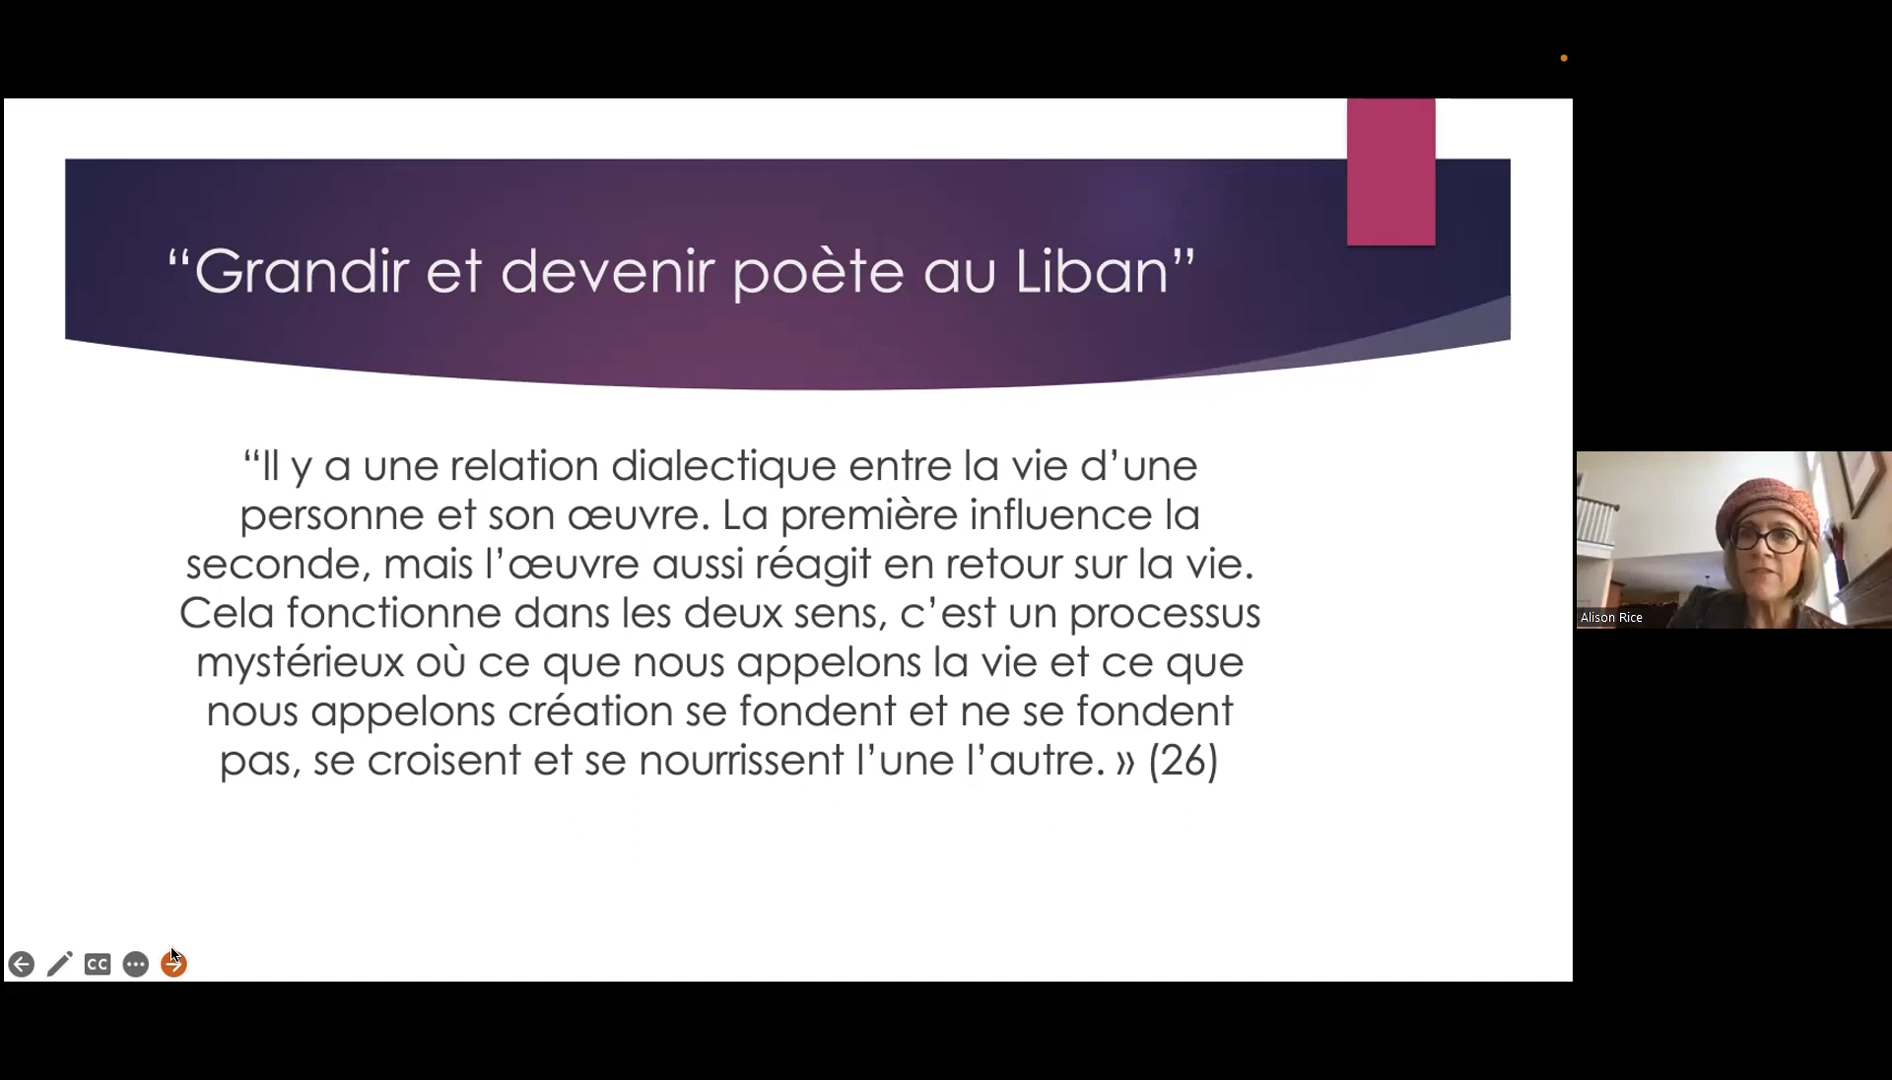 “Grandir et devenir poète au Liban”
“Il y a une relation dialectique entre la vie d’une
personne et son œuvre. La première influence la
seconde, mais l’œuvre aussi réagit en retour sur la vie.
Cela fonctionne dans les deux sens, c’est un processus
mystérieux où ce que nous appelons la vie et ce que
nous appelons création se fondent et ne se fondent
pas, se croisent et se nourrissent l’une l’autre. » (26)
Alison Rice
CC